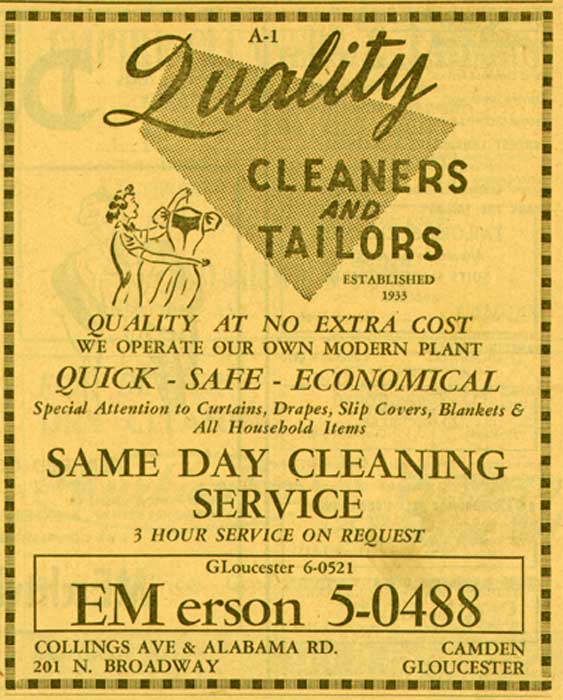 A-1
Quality
CLEANERS
AND
TAILORS
ESTABLISHED
1933
QUALITY AT NO EXTRA COST
WE OPERATE OUR OWN MODERN PLANT
QUICK - SAFE - ECONOMICAL
Special Attention to Curtains, Drapes, Slip Covers, Blankets &
All Household Items
SAME DAY CLEANING
SERVICE
3 HOUR SERVICE ON REQUEST
GLoucester 6-0521
EM erson 5-0488
COLLINGS AVE & ALABAMA RD. CAMDEN
201 N. BROADWAY GLOUCESTER